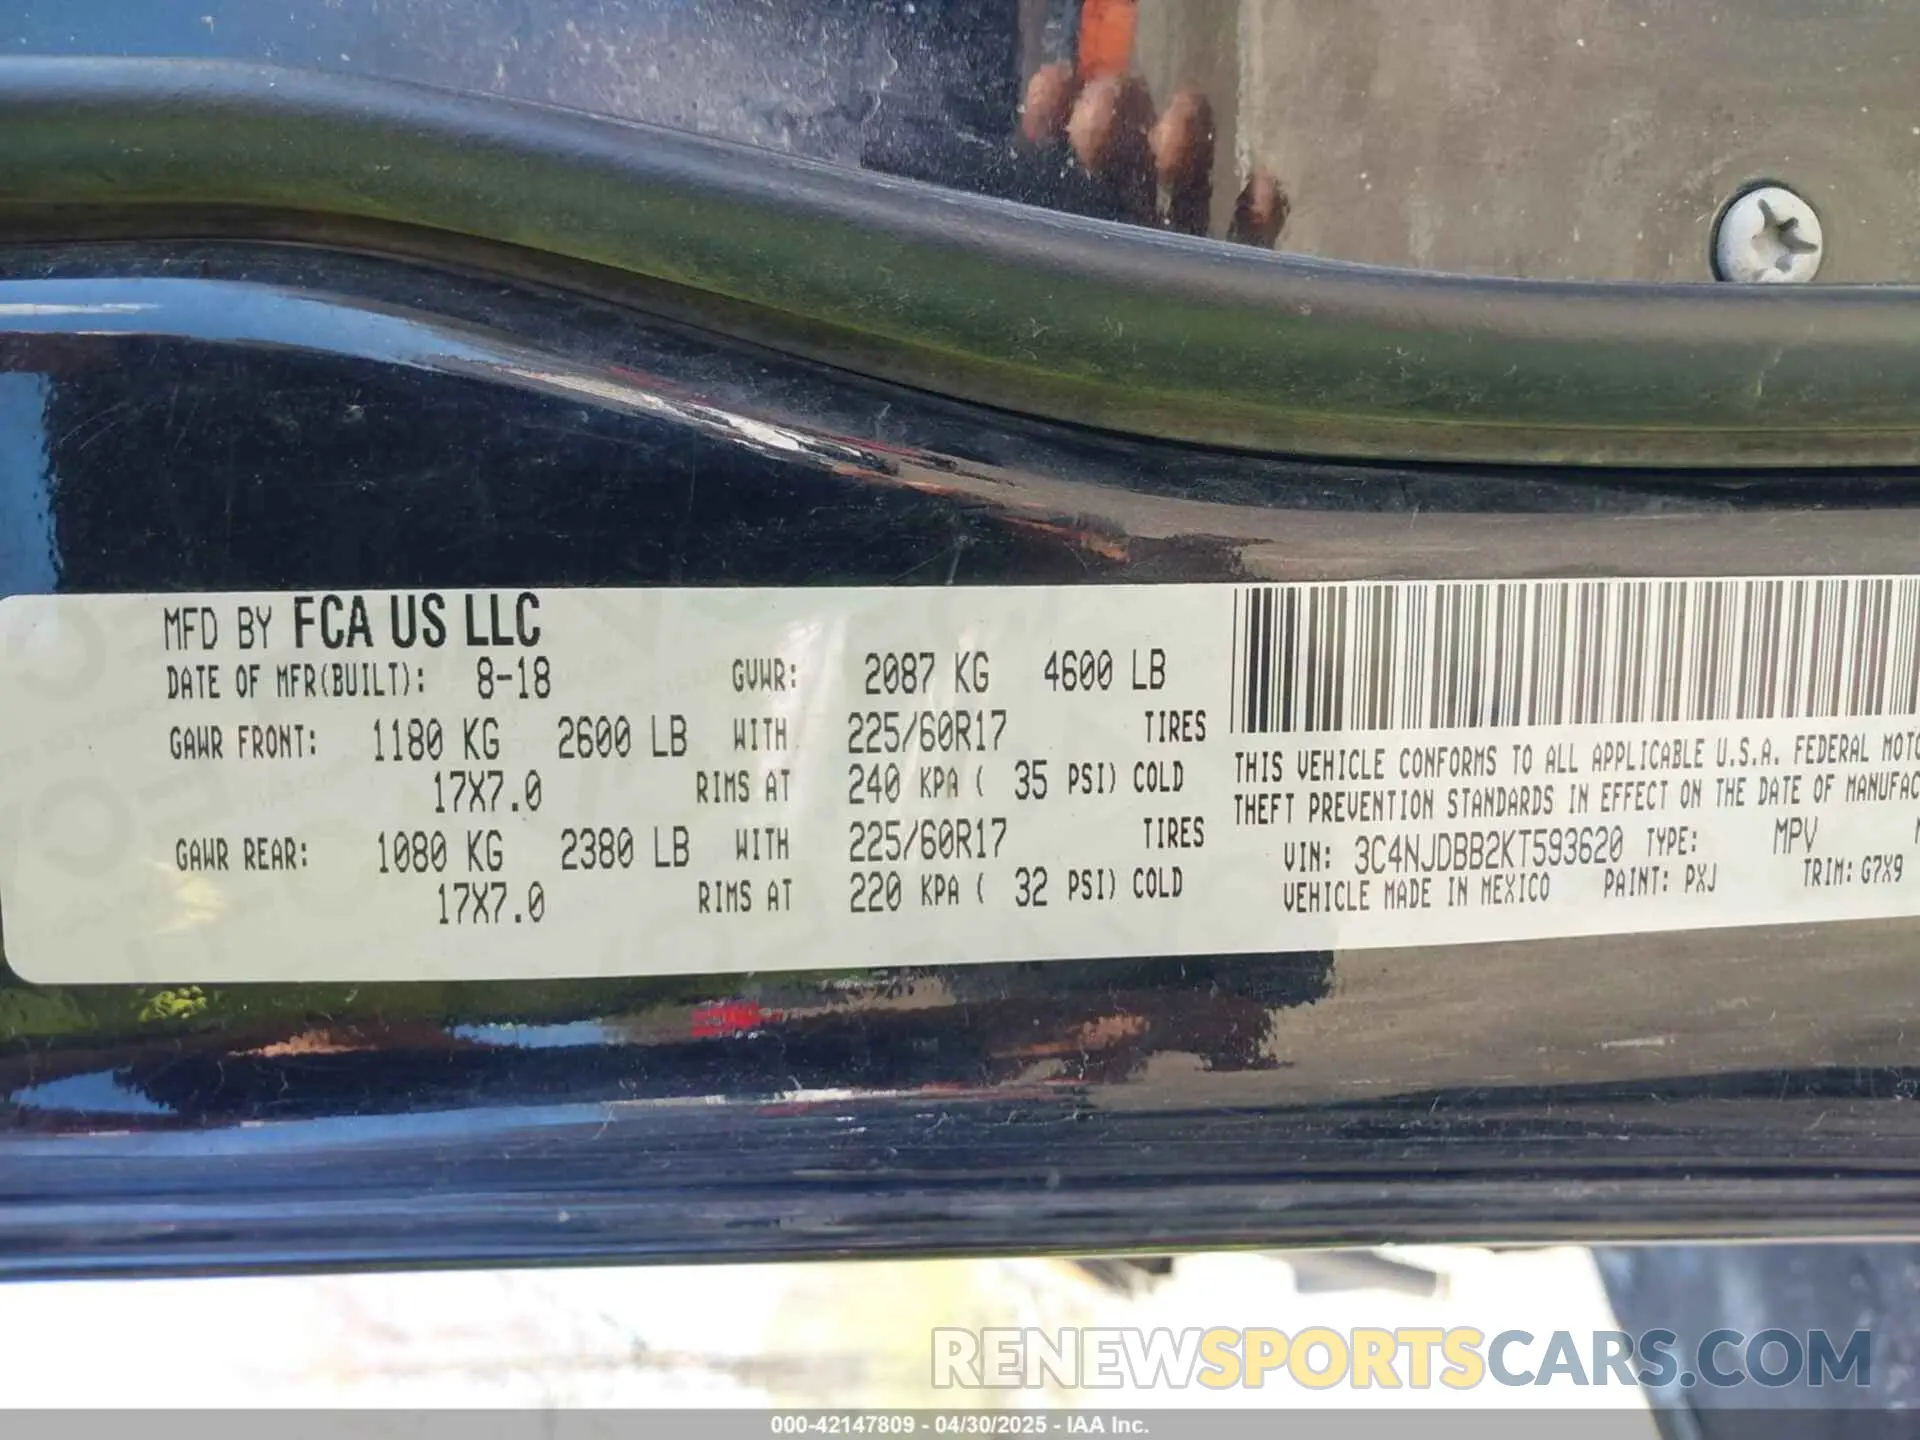 MFD BY FCA US LLC
DATE OF MFR(BUILT): 8-18 GVWR: 2087 KG 4600 LB
GAWR FRONT: 1180 KG 2600 LB WITH 225/60R17 TIRES
17X7.0 RIMS AT 240 KPA ( 35 PSI) COLD
GAWR REAR: 1080 KG 2380 LB WITH 225/60R17 TIRES
17X7.0 RIMS AT 220 KPA ( 32 PSI) COLD
THIS VEHICLE CONFORMS TO ALL APPLICABLE U.S.A. FEDERAL MOTO
THEFT PREVENTION STANDARDS IN EFFECT ON THE DATE OF MANUFAC
VIN: 3C4NJDBB2KT593620 TYPE: MPV
VEHICLE MADE IN MEXICO PAINT: PXJ TRIM: G7X9
RENEWSPORTSCARS.COM
000-42147809 - 04/30/2025 - IAA Inc.